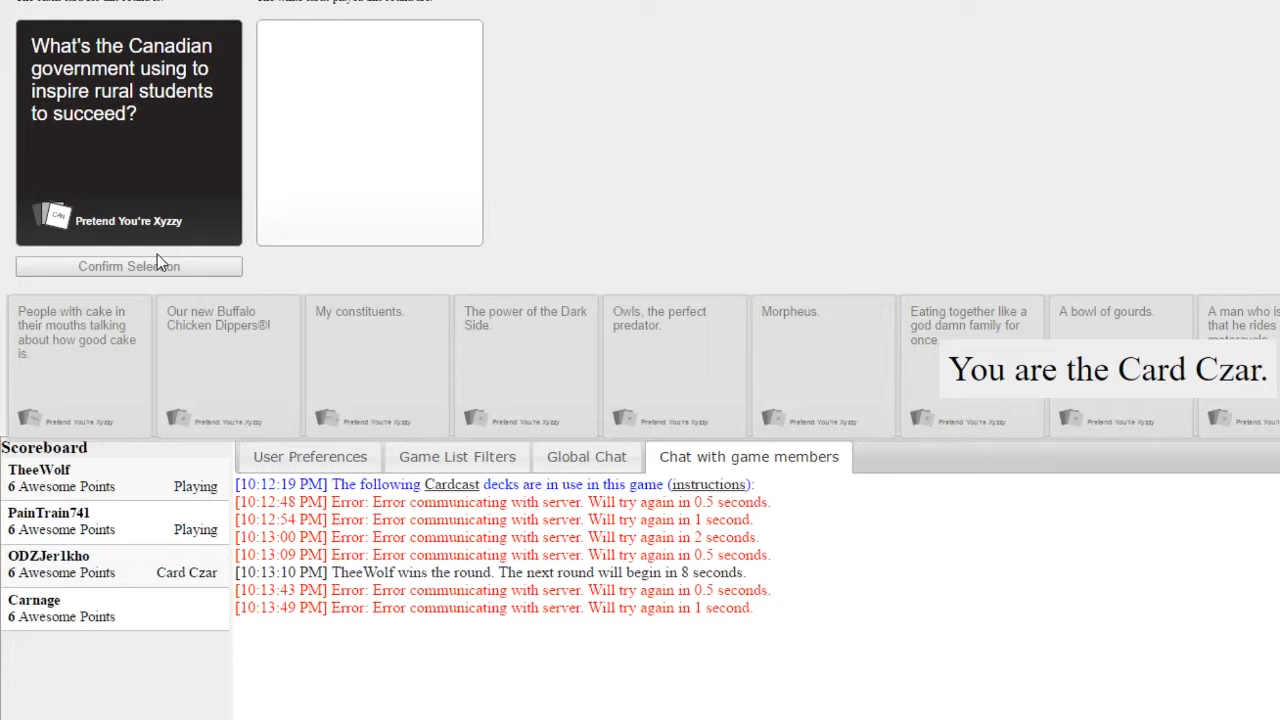 What's the Canadian
government using to
inspire rural students
to succeed?
CAN
Pretend You're Xyzzy
Confirm Selection
People with cake in
their mouths talking
about how good cake
is.
Pretend You're Xyzzy
Our new Buffalo
Chicken Dippers®!
Pretend You're Xyzzy
My constituents.
Pretend You're Xyzzy
The power of the Dark
Side.
Pretend You're Xyzzy
Owls, the perfect
predator.
Pretend You're Xyzzy
Morpheus.
Pretend You're Xyzzy
Eating together like a
god damn family for
once.
Pretend You're Xyzzy
A bowl of gourds.
Pretend You're Xyzzy
A man who is
that he rides
Pretend You're
You are the Card Czar.
Scoreboard
TheeWolf
6 Awesome Points Playing
PainTrain741
6 Awesome Points Playing
ODZJer1kho
6 Awesome Points Card Czar
Carnage
6 Awesome Points
User Preferences
Game List Filters
Global Chat
Chat with game members
[10:12:19 PM] The following Cardcast decks are in use in this game (instructions):
[10:12:48 PM] Error: Error communicating with server. Will try again in 0.5 seconds.
[10:12:54 PM] Error: Error communicating with server. Will try again in 1 second.
[10:13:00 PM] Error: Error communicating with server. Will try again in 2 seconds.
[10:13:09 PM] Error: Error communicating with server. Will try again in 0.5 seconds.
[10:13:10 PM] TheeWolf wins the round. The next round will begin in 8 seconds.
[10:13:43 PM] Error: Error communicating with server. Will try again in 0.5 seconds.
[10:13:49 PM] Error: Error communicating with server. Will try again in 1 second.